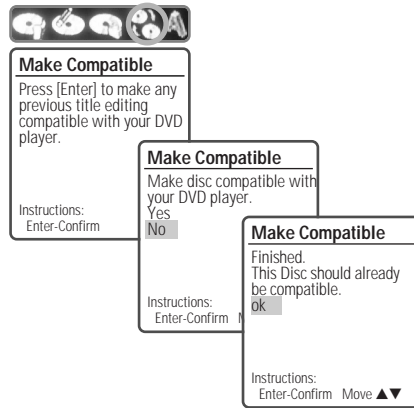 Make Compatible
Press [Enter] to make any
previous title editing
compatible with your DVD
player.
Instructions:
Enter-Confirm
Make Compatible
Make disc compatible with
your DVD player.
Yes
No
Instructions:
Enter-Confirm M
Make Compatible
Finished.
This Disc should already
be compatible.
ok
Instructions:
Enter-Confirm Move ▲▼